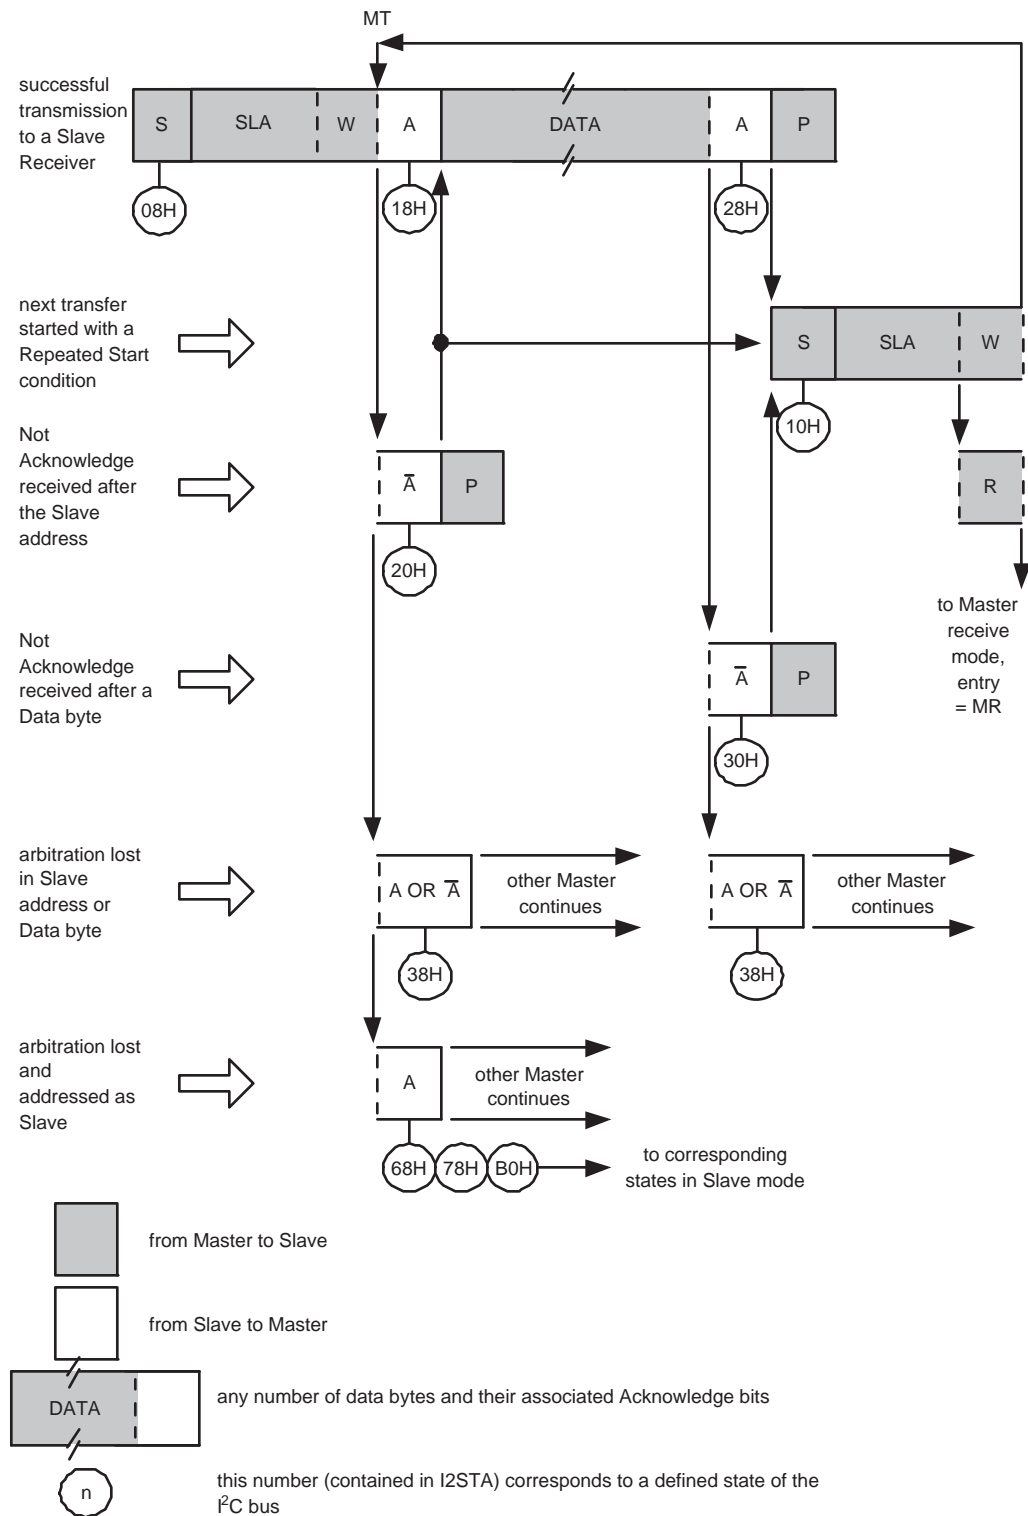 MT
successful
transmission
to a Slave
Receiver
S
SLA
W
A
DATA
A
P
08H
18H
28H
next transfer
started with a
Repeated Start
condition
S
SLA
W
10H
Not
Acknowledge
received after
the Slave
address
A̅
P
R
20H
to Master
receive
mode,
entry
= MR
Not
Acknowledge
received after a
Data byte
A̅
P
30H
arbitration lost
in Slave
address or
Data byte
A OR A̅
other Master
continues
A OR A̅
other Master
continues
38H
38H
arbitration lost
and
addressed as
Slave
A
other Master
continues
68H
78H
B0H
to corresponding
states in Slave mode
from Master to Slave
from Slave to Master
DATA
any number of data bytes and their associated Acknowledge bits
n
this number (contained in I2STA) corresponds to a defined state of the
I²C bus